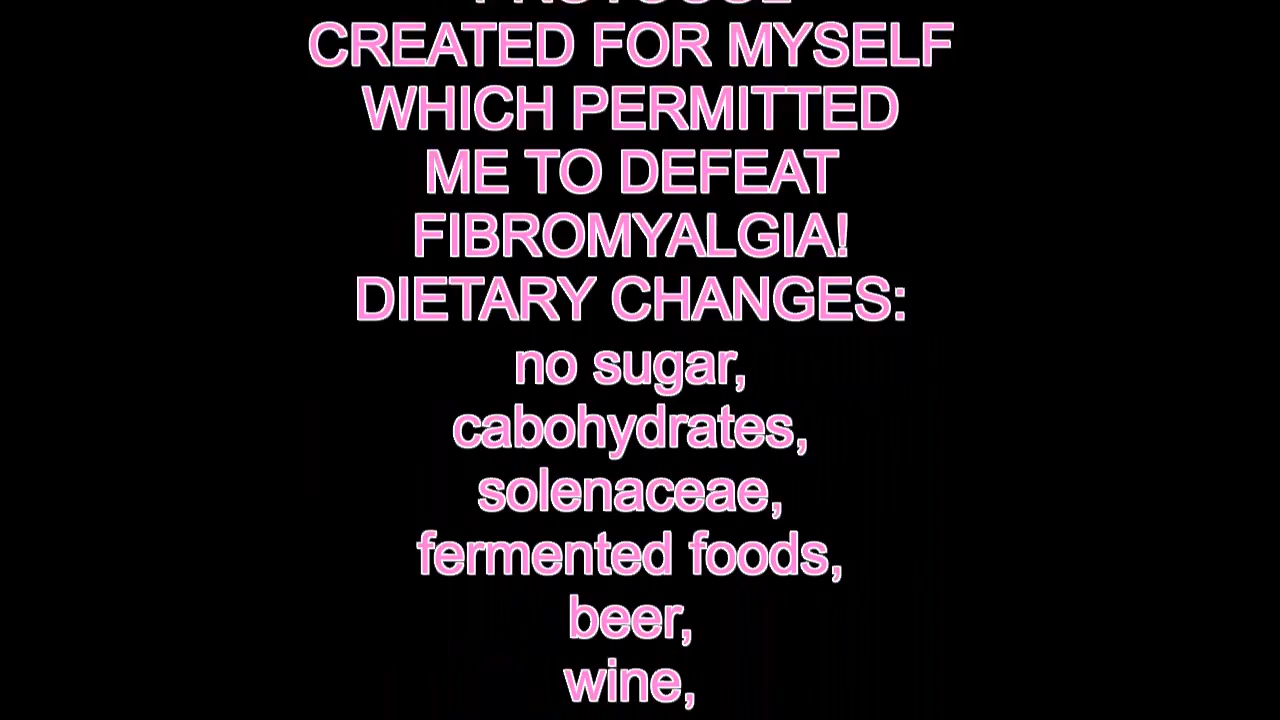 PROTOCOL
CREATED FOR MYSELF
WHICH PERMITTED
ME TO DEFEAT
FIBROMYALGIA!
DIETARY CHANGES:
no sugar,
cabohydrates,
solenaceae,
fermented foods,
beer,
wine,